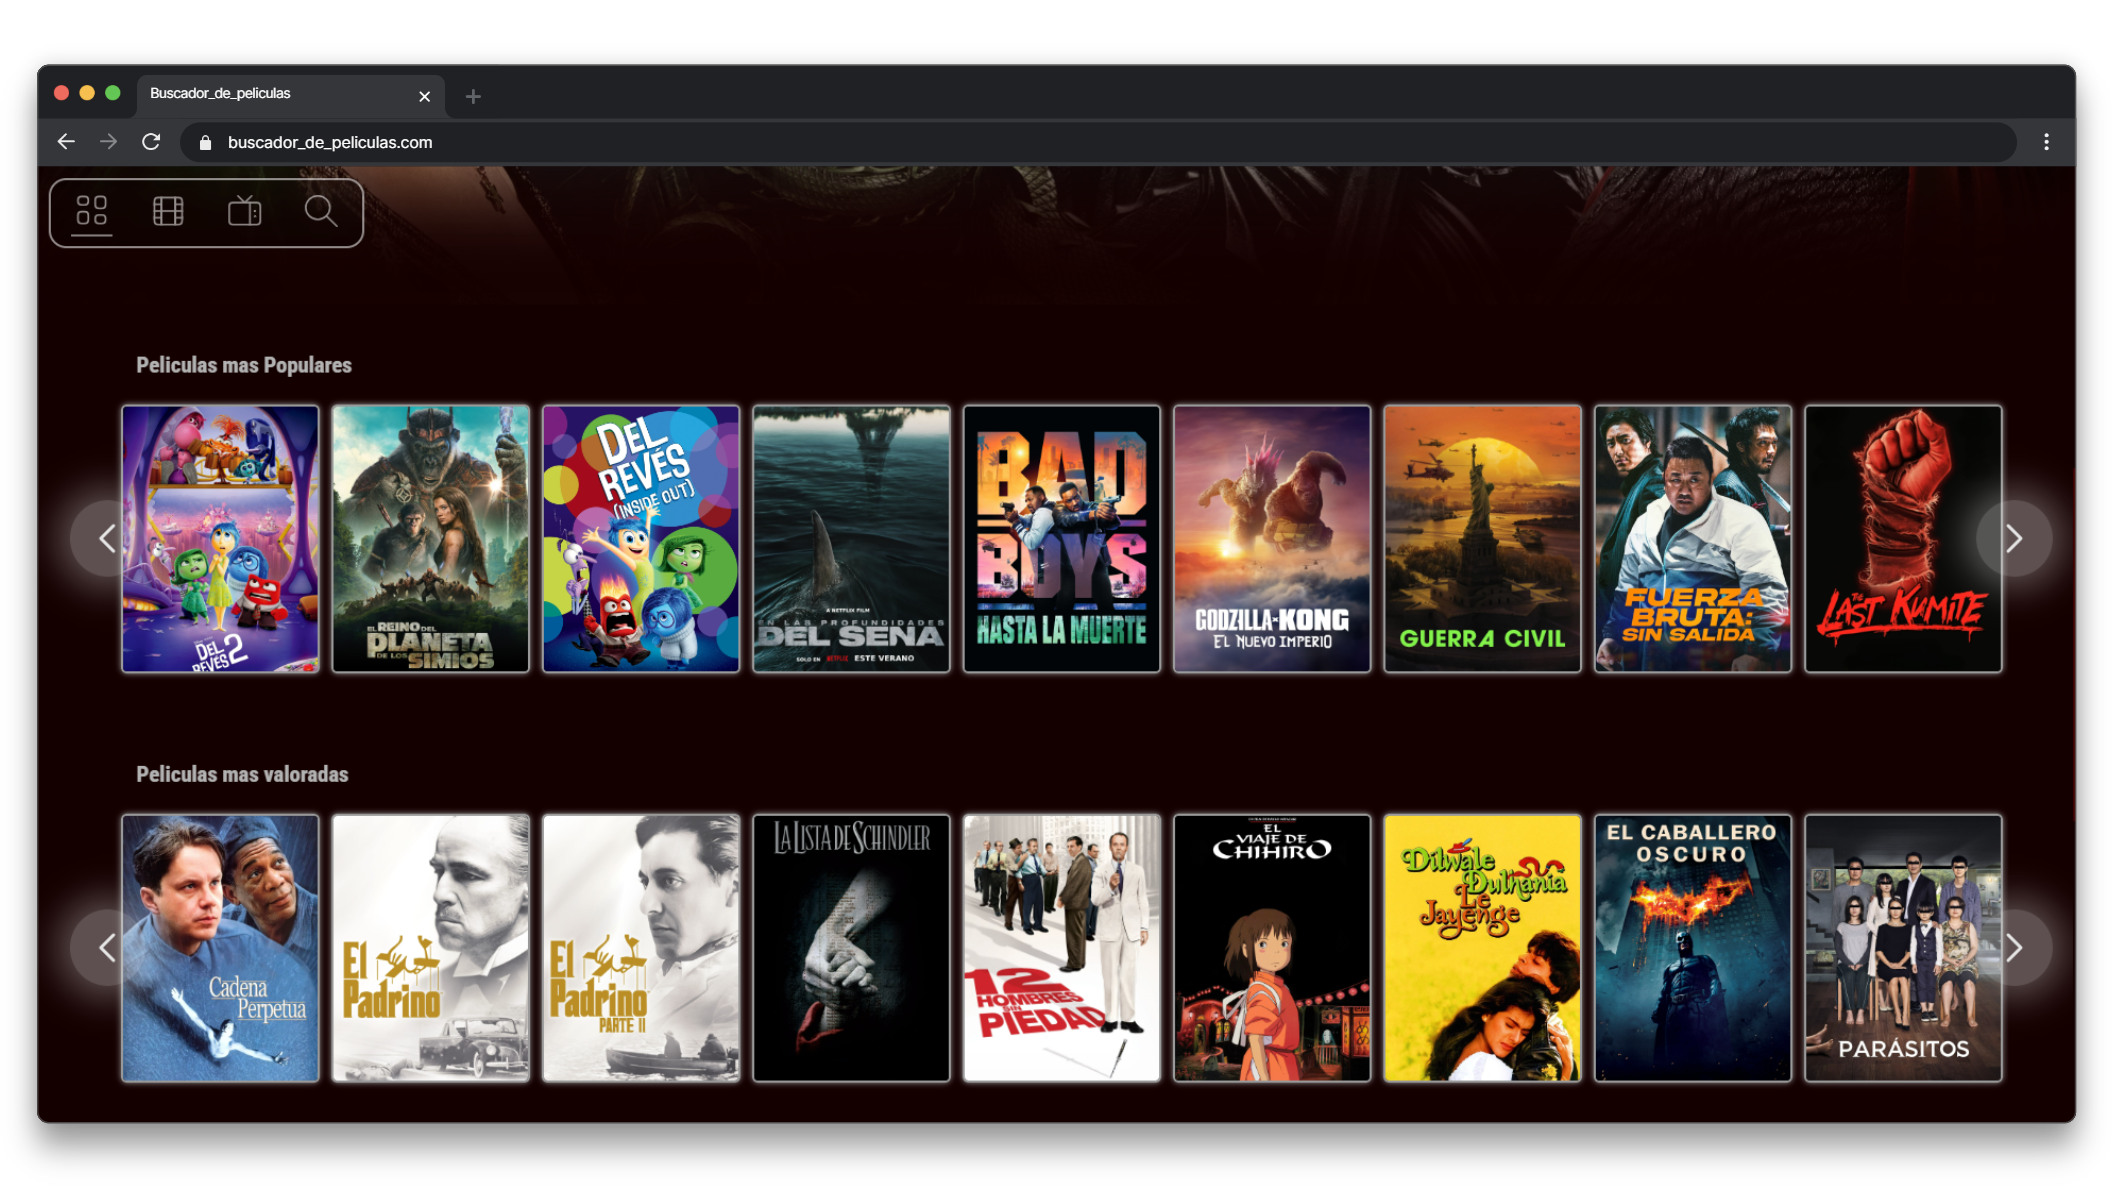 Buscador_de_peliculas
buscador_de_peliculas.com
Peliculas mas Populares
DEL
REVÉS 2
EL REINO DEL
PLANETA
DE LOS SIMIOS
DEL
REVÉS
(INSIDE OUT)
A NETFLIX FILM
EN LAS PROFUNDIDADES
DEL SENA
SOLO EN NETFLIX ESTE VERANO
BAD
BOYS
HASTA LA MUERTE
GODZILLA x KONG
EL NUEVO IMPERIO
GUERRA CIVIL
FUERZA
BRUTA:
SIN SALIDA
THE
LAST KUMITE
Peliculas mas valoradas
Cadena
Perpetua
El
Padrino
El
Padrino
PARTE II
LA LISTA DE SCHINDLER
12
HOMBRES
SIN
PIEDAD
EL
VIAJE DE
CHIHIRO
Dilwale
Dulhania
Le
Jayenge
EL CABALLERO
OSCURO
PARÁSITOS